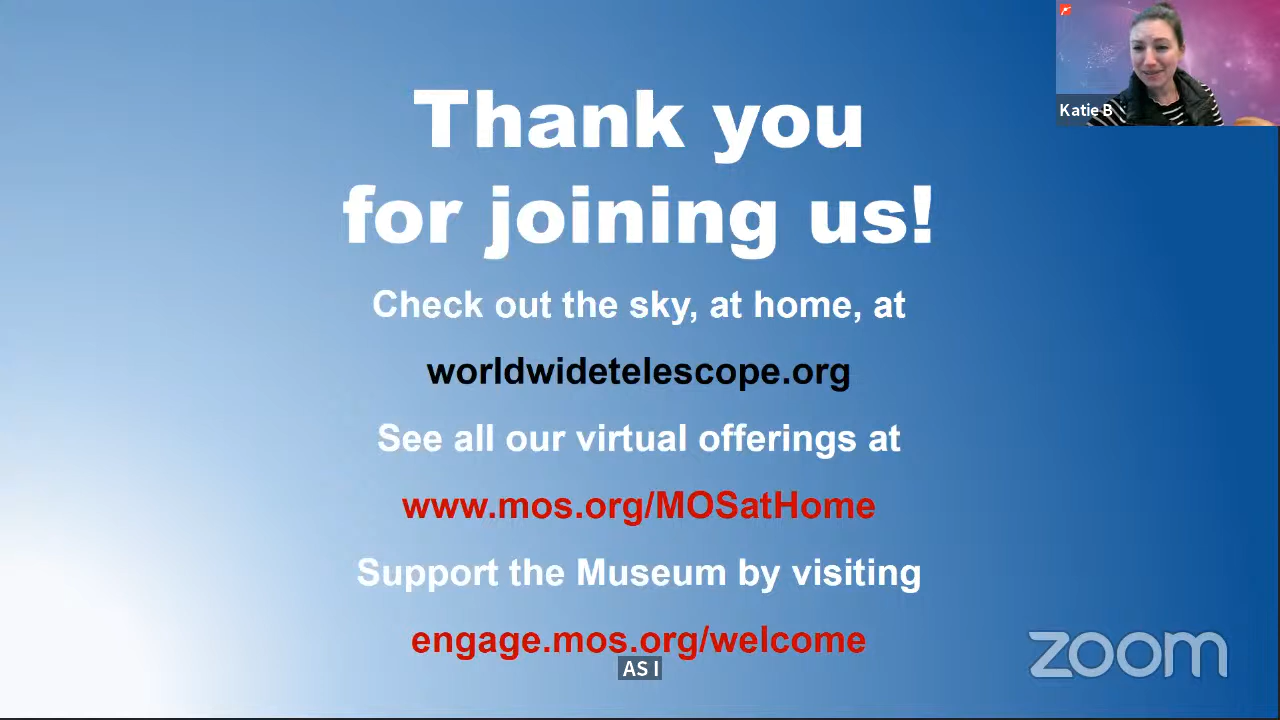 Thank you
for joining us!
Check out the sky, at home, at
worldwidetelescope.org
See all our virtual offerings at
www.mos.org/MOSatHome
Support the Museum by visiting
engage.mos.org/welcome
AS I
Katie B
zoom